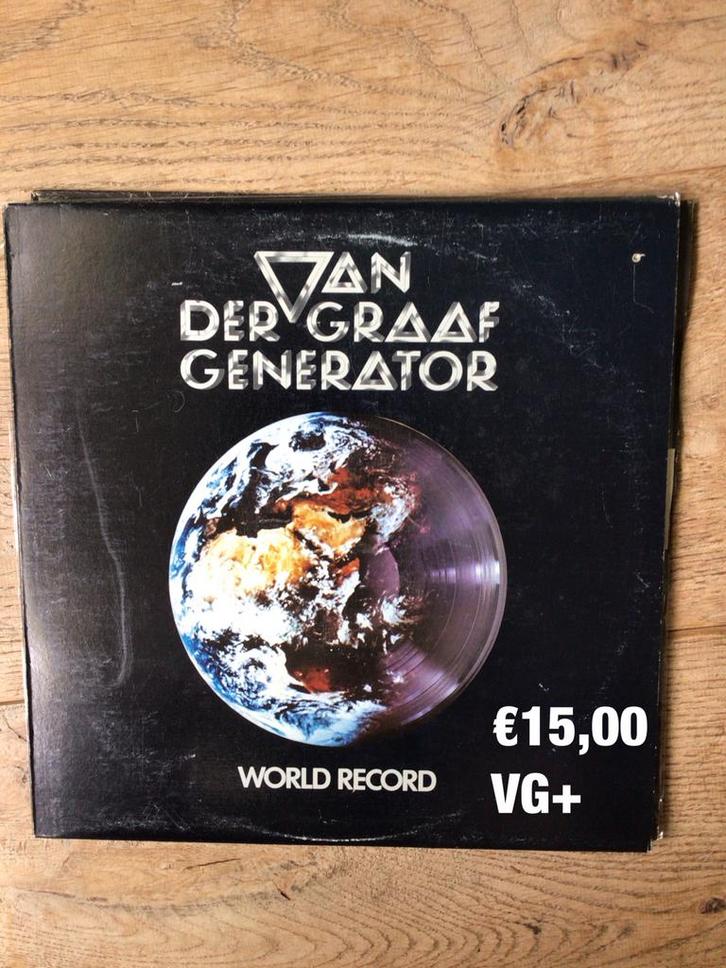 VAN
DER GRAAF
GENERATOR
WORLD RECORD
€15,00
VG+